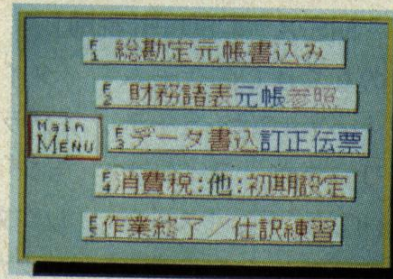 F1 総勘定元帳書込み
F2 財務諸表元帳参照
Main MENU
F3 データ書込訂正伝票
F4 消費税:他:初期設定
F5 作業終了/仕訳練習